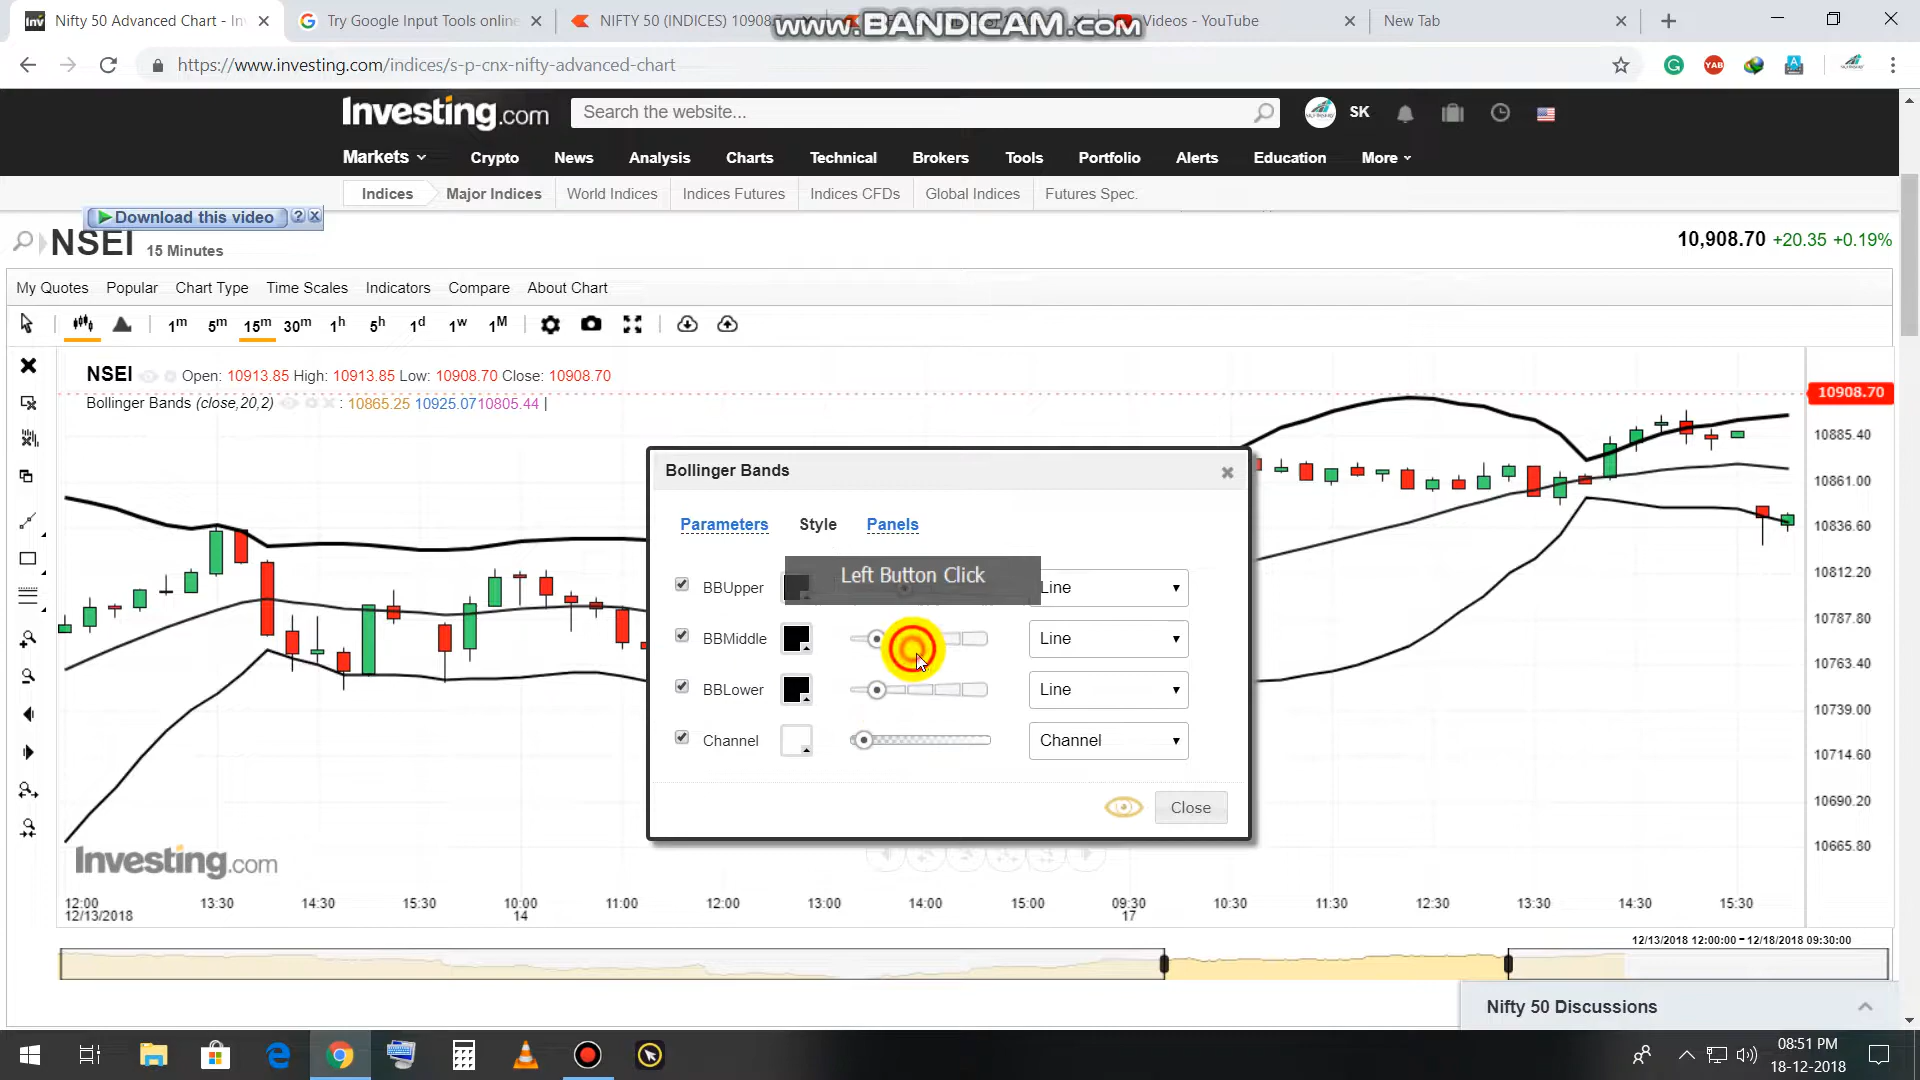 Nifty 50 Advanced Chart - Inv
Try Google Input Tools online
NIFTY 50 (INDICES) 10908.7
Videos - YouTube
New Tab
www.BANDICAM.com
https://www.investing.com/indices/s-p-cnx-nifty-advanced-chart
YAB
Investing.com
Search the website...
SK
Markets Crypto News Analysis Charts Technical Brokers Tools Portfolio Alerts Education More
Indices Major Indices World Indices Indices Futures Indices CFDs Global Indices Futures Spec.
Download this video ? X
NSEI 15 Minutes
10,908.70 +20.35 +0.19%
My Quotes Popular Chart Type Time Scales Indicators Compare About Chart
1m 5m 15m 30m 1h 5h 1d 1w 1M
NSEI Open: 10913.85 High: 10913.85 Low: 10908.70 Close: 10908.70
Bollinger Bands (close,20,2) : 10865.25 10925.07 10805.44 |
10908.70
10885.40
10861.00
10836.60
10812.20
10787.80
10763.40
10739.00
10714.60
10690.20
10665.80
Bollinger Bands
Parameters Style Panels
Left Button Click
BBUpper Line
BBMiddle Line
BBLower Line
Channel Channel
Close
Investing.com
12:00 13:30 14:30 15:30 10:00 11:00 12:00 13:00 14:00 15:00 09:30 10:30 11:30 12:30 13:30 14:30 15:30
12/13/2018 14 17
12/13/2018 12:00:00 - 12/18/2018 09:30:00
Nifty 50 Discussions
08:51 PM
18-12-2018